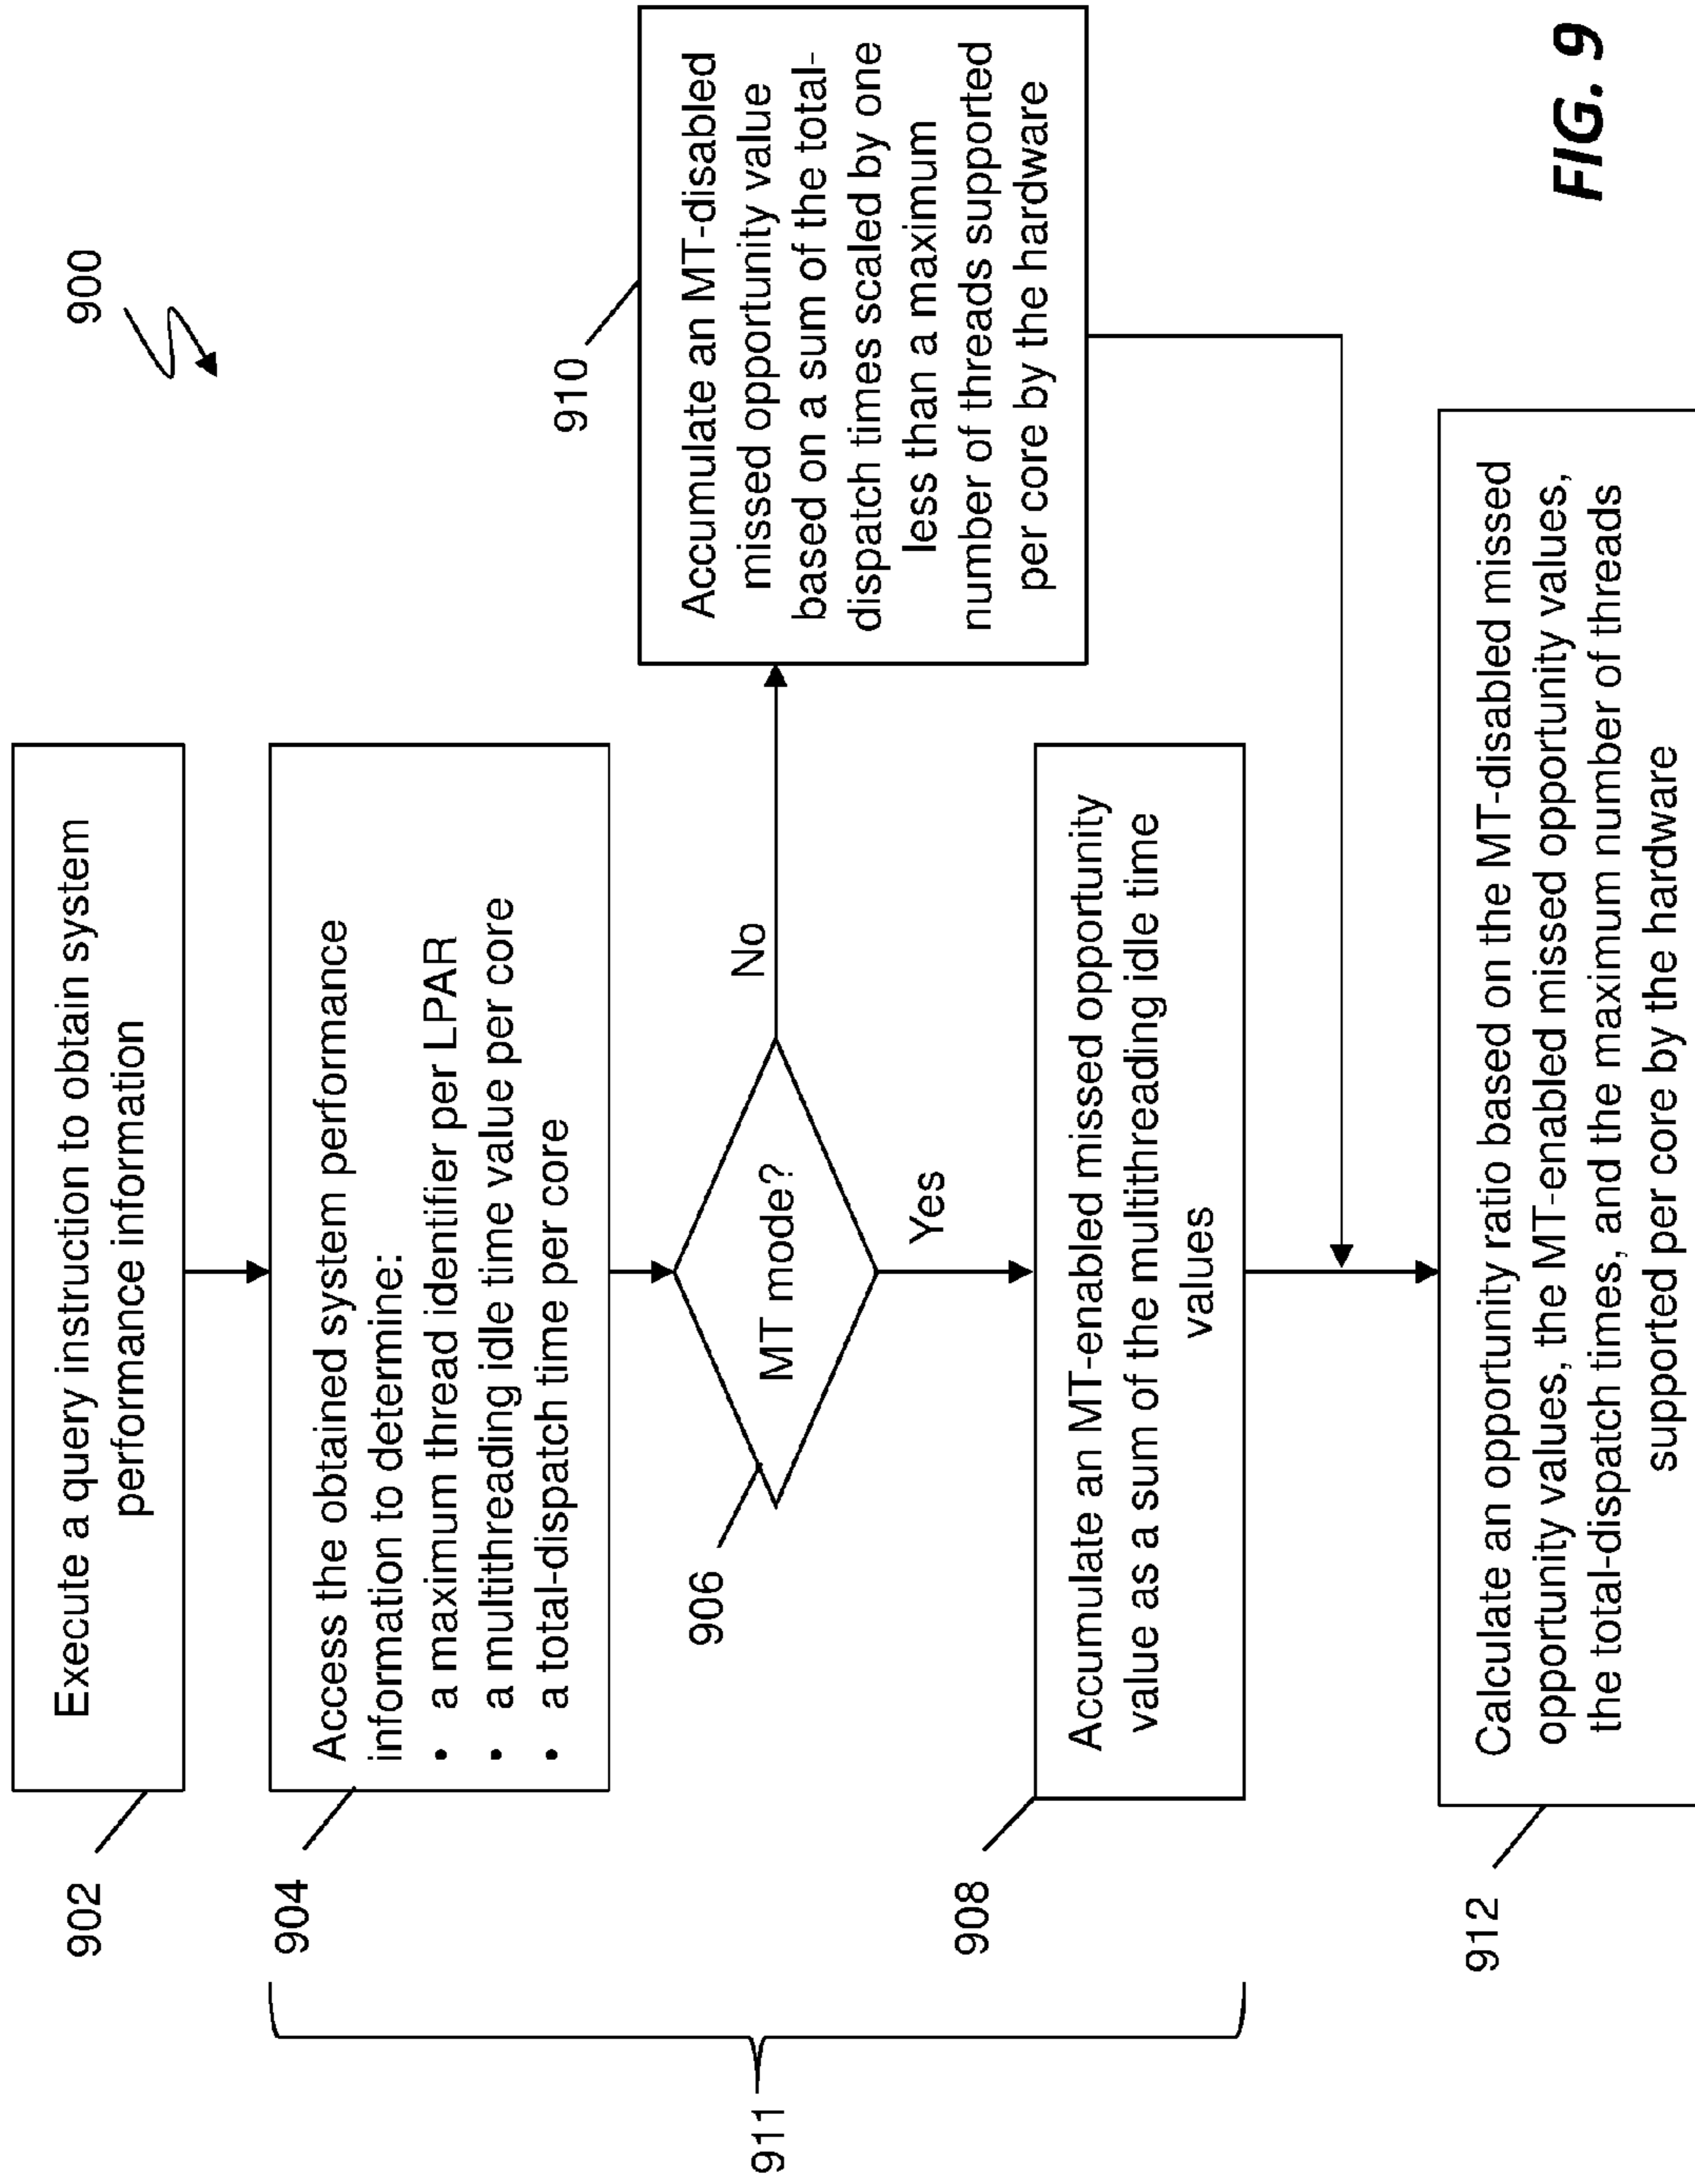 900
902
Execute a query instruction to obtain system
performance information
904
Access the obtained system performance
information to determine:
• a maximum thread identifier per LPAR
• a multithreading idle time value per core
• a total-dispatch time per core
906
MT mode?
No
Yes
910
Accumulate an MT-disabled
missed opportunity value
based on a sum of the total-
dispatch times scaled by one
less than a maximum
number of threads supported
per core by the hardware
908
Accumulate an MT-enabled missed opportunity
value as a sum of the multithreading idle time
values
911
912
Calculate an opportunity ratio based on the MT-disabled missed
opportunity values, the MT-enabled missed opportunity values,
the total-dispatch times, and the maximum number of threads
supported per core by the hardware
FIG. 9